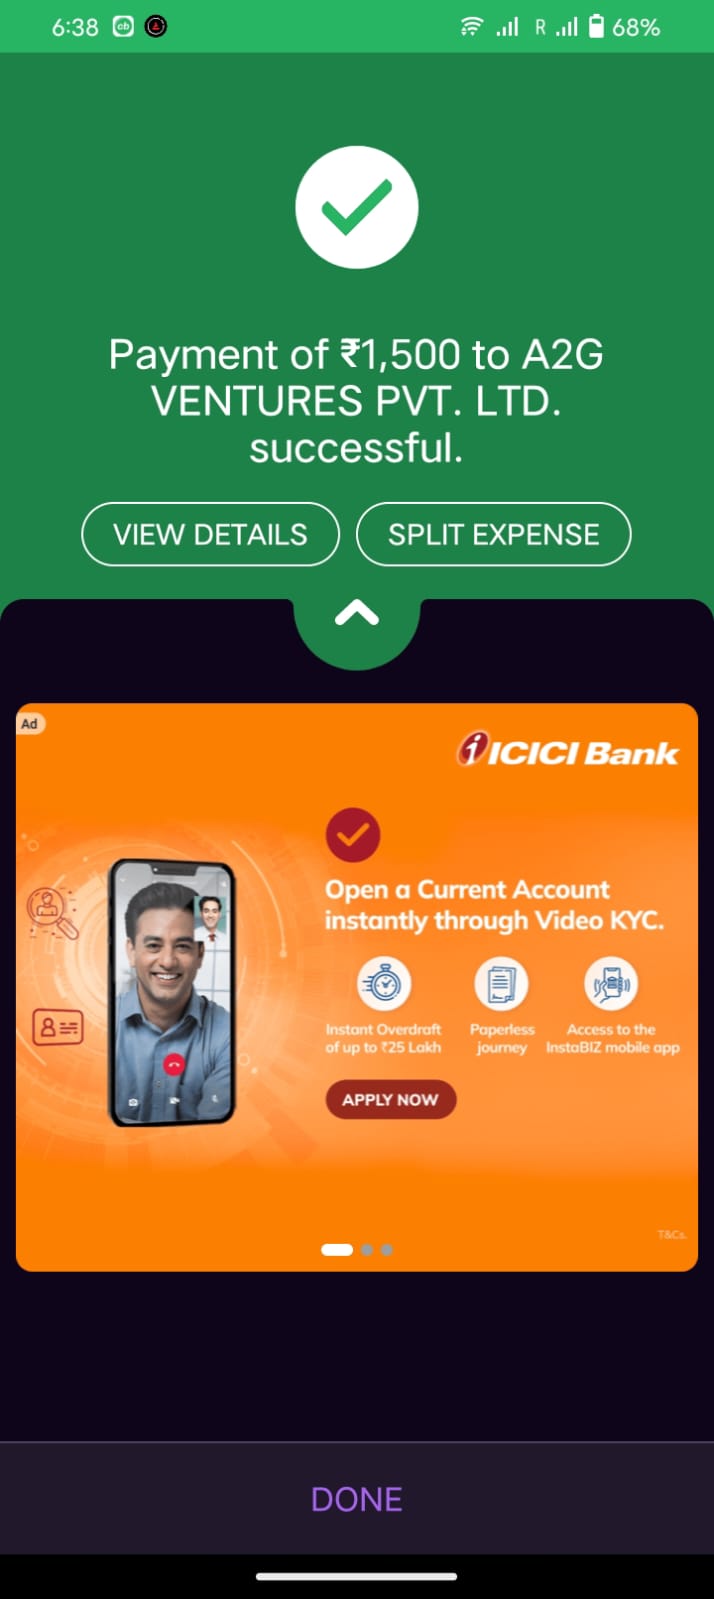 6:38 cb R 68%
Payment of ₹1,500 to A2G
VENTURES PVT. LTD.
successful.
VIEW DETAILS SPLIT EXPENSE
Ad
i ICICI Bank
Open a Current Account
instantly through Video KYC.
Instant Overdraft
of up to ₹25 Lakh
Paperless
journey
Access to the
InstaBIZ mobile app
APPLY NOW
T&Cs.
DONE